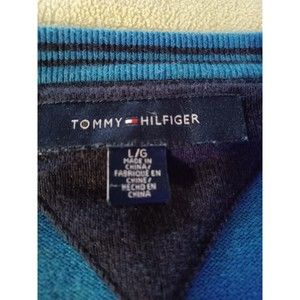 TOMMY HILFIGER
L/G
MADE IN
CHINA/
FABRIQUÉ EN
CHINE/
HECHO EN
CHINA